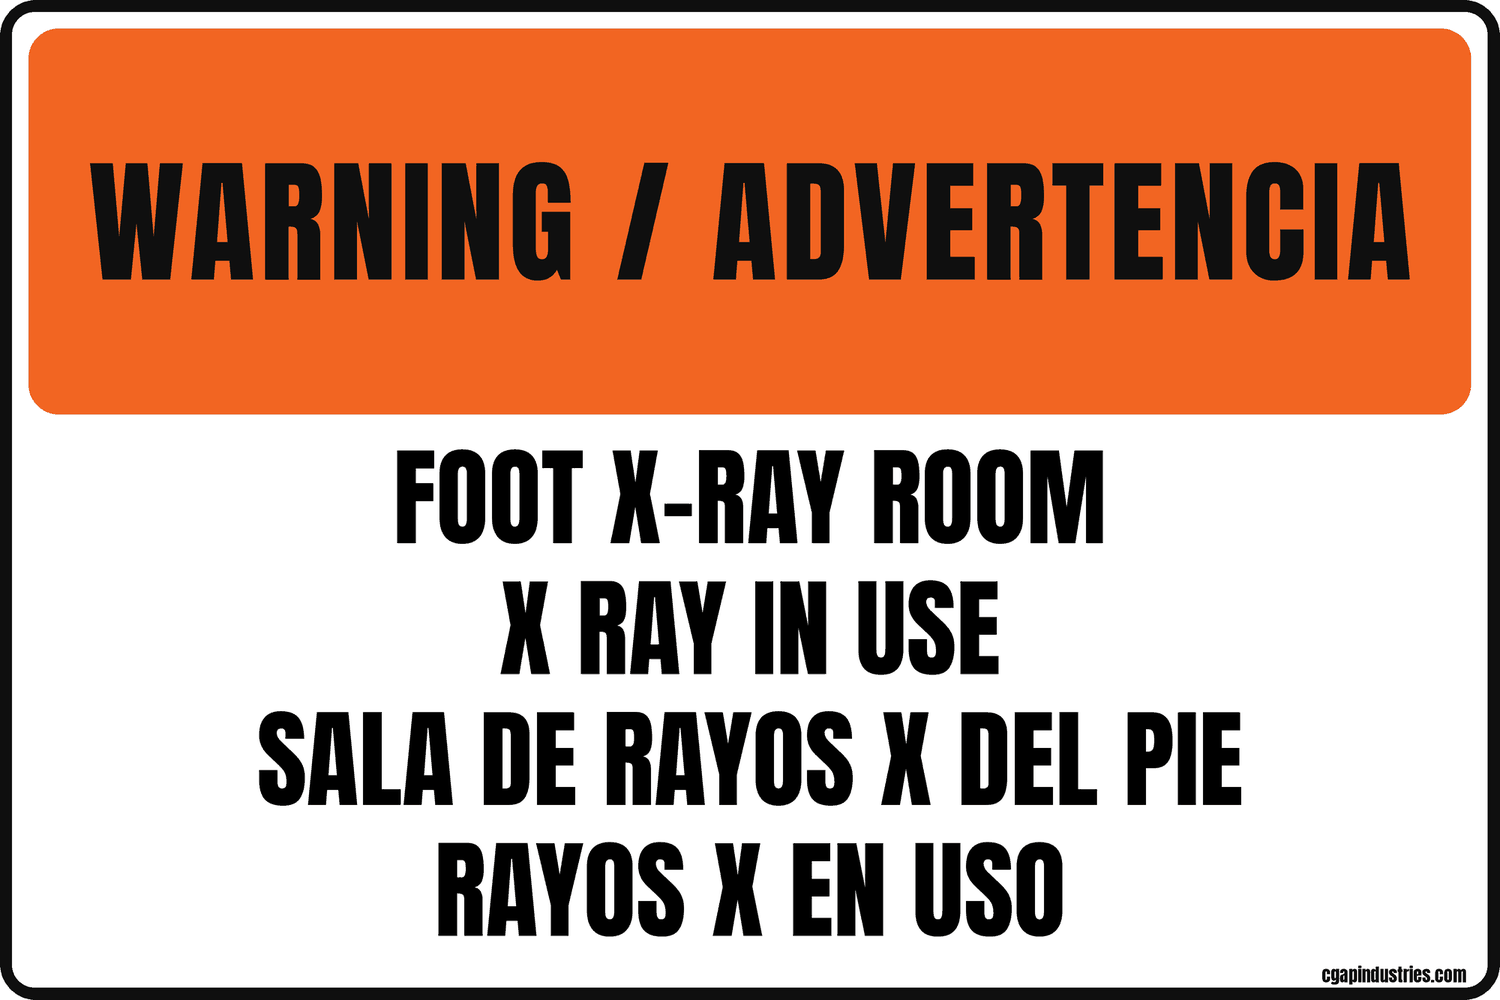 WARNING / ADVERTENCIA
FOOT X-RAY ROOM
X RAY IN USE
SALA DE RAYOS X DEL PIE
RAYOS X EN USO
cgapindustries.com